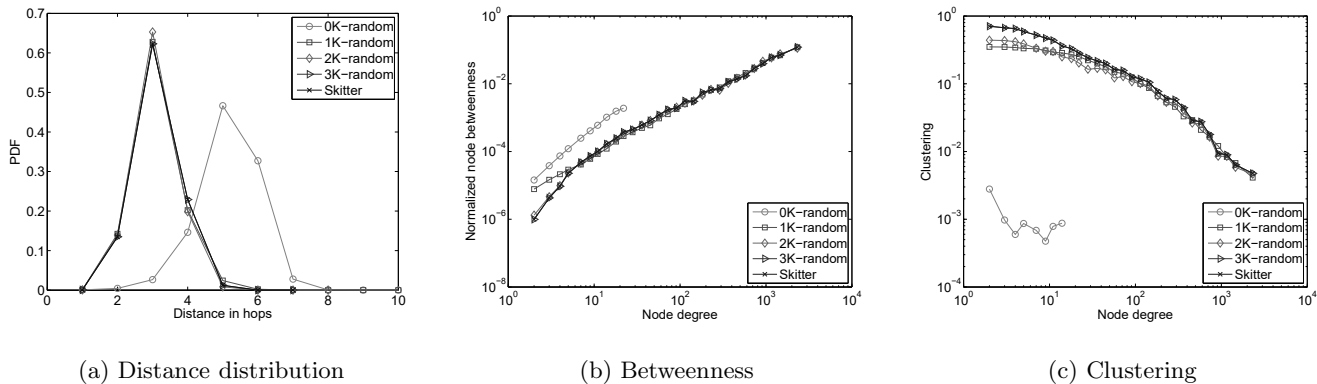 0.7
0.6
0.5
0.4
0.3
0.2
0.1
0
0 2 4 6 8 10
PDF
Distance in hops
0K−random
1K−random
2K−random
3K−random
Skitter
(a) Distance distribution
10^0
10^−2
10^−4
10^−6
10^−8
10^0 10^1 10^2 10^3 10^4
Normalized node betweenness
Node degree
0K−random
1K−random
2K−random
3K−random
Skitter
(b) Betweenness
10^0
10^−1
10^−2
10^−3
10^−4
10^0 10^1 10^2 10^3 10^4
Clustering
Node degree
0K−random
1K−random
2K−random
3K−random
Skitter
(c) Clustering